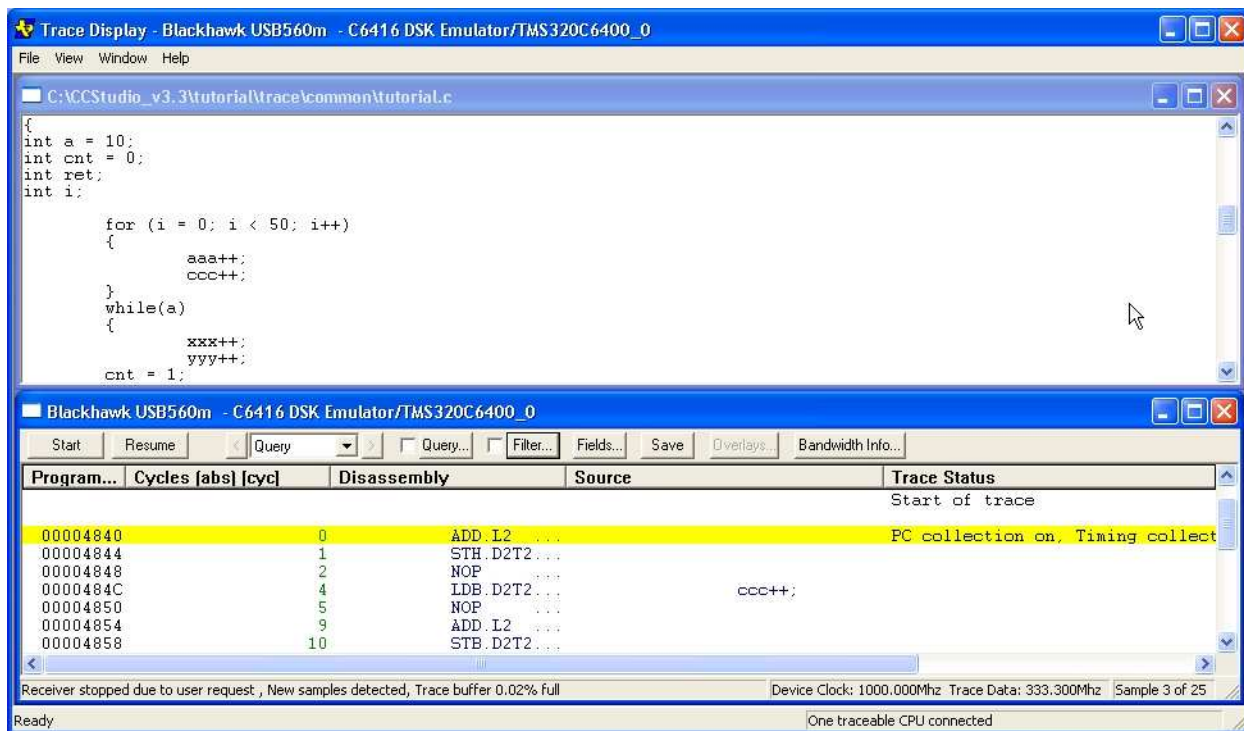 Trace Display - Blackhawk USB560m - C6416 DSK Emulator/TMS320C6400_0
File View Window Help
C:\CCStudio_v3.3\tutorial\trace\common\tutorial.c
{
int a = 10;
int cnt = 0;
int ret;
int i;
for (i = 0; i < 50; i++)
{
aaa++;
ccc++;
}
while(a)
{
xxx++;
yyy++;
cnt = 1;
Blackhawk USB560m - C6416 DSK Emulator/TMS320C6400_0
Start Resume < Query > Query... Filter... Fields... Save Overlays... Bandwidth Info...
Program... Cycles [abs] [cyc] Disassembly Source Trace Status
Start of trace
00004840 0 ADD.L2 ... PC collection on, Timing collect
00004844 1 STH.D2T2...
00004848 2 NOP ...
0000484C 4 LDB.D2T2... ccc++;
00004850 5 NOP ...
00004854 9 ADD.L2 ...
00004858 10 STB.D2T2...
Receiver stopped due to user request , New samples detected, Trace buffer 0.02% full Device Clock: 1000.000Mhz Trace Data: 333.300Mhz Sample 3 of 25
Ready One traceable CPU connected